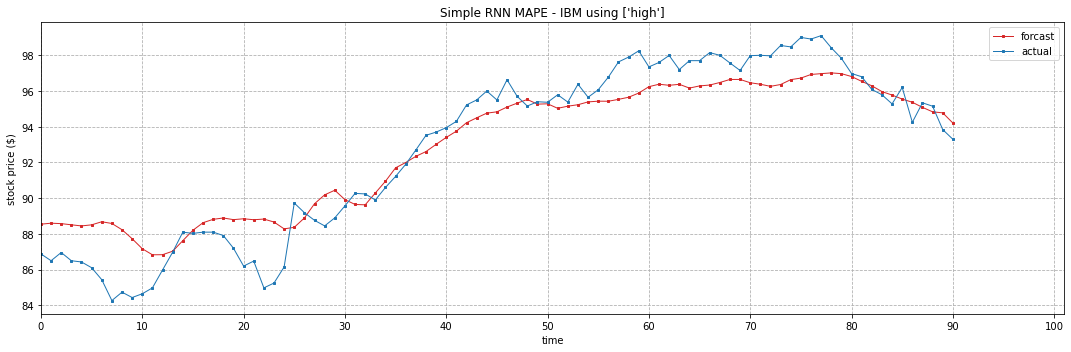 Simple RNN MAPE - IBM using ['high']
forcast
actual
stock price ($)
98
96
94
92
90
88
86
84
0 10 20 30 40 50 60 70 80 90 100
time